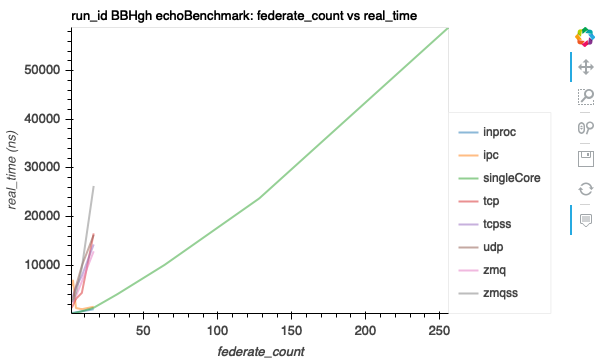 run_id BBHgh echoBenchmark: federate_count vs real_time
real_time (ns)
50000
40000
30000
20000
10000
50
100
150
200
250
federate_count
inproc
ipc
singleCore
tcp
tcpss
udp
zmq
zmqss